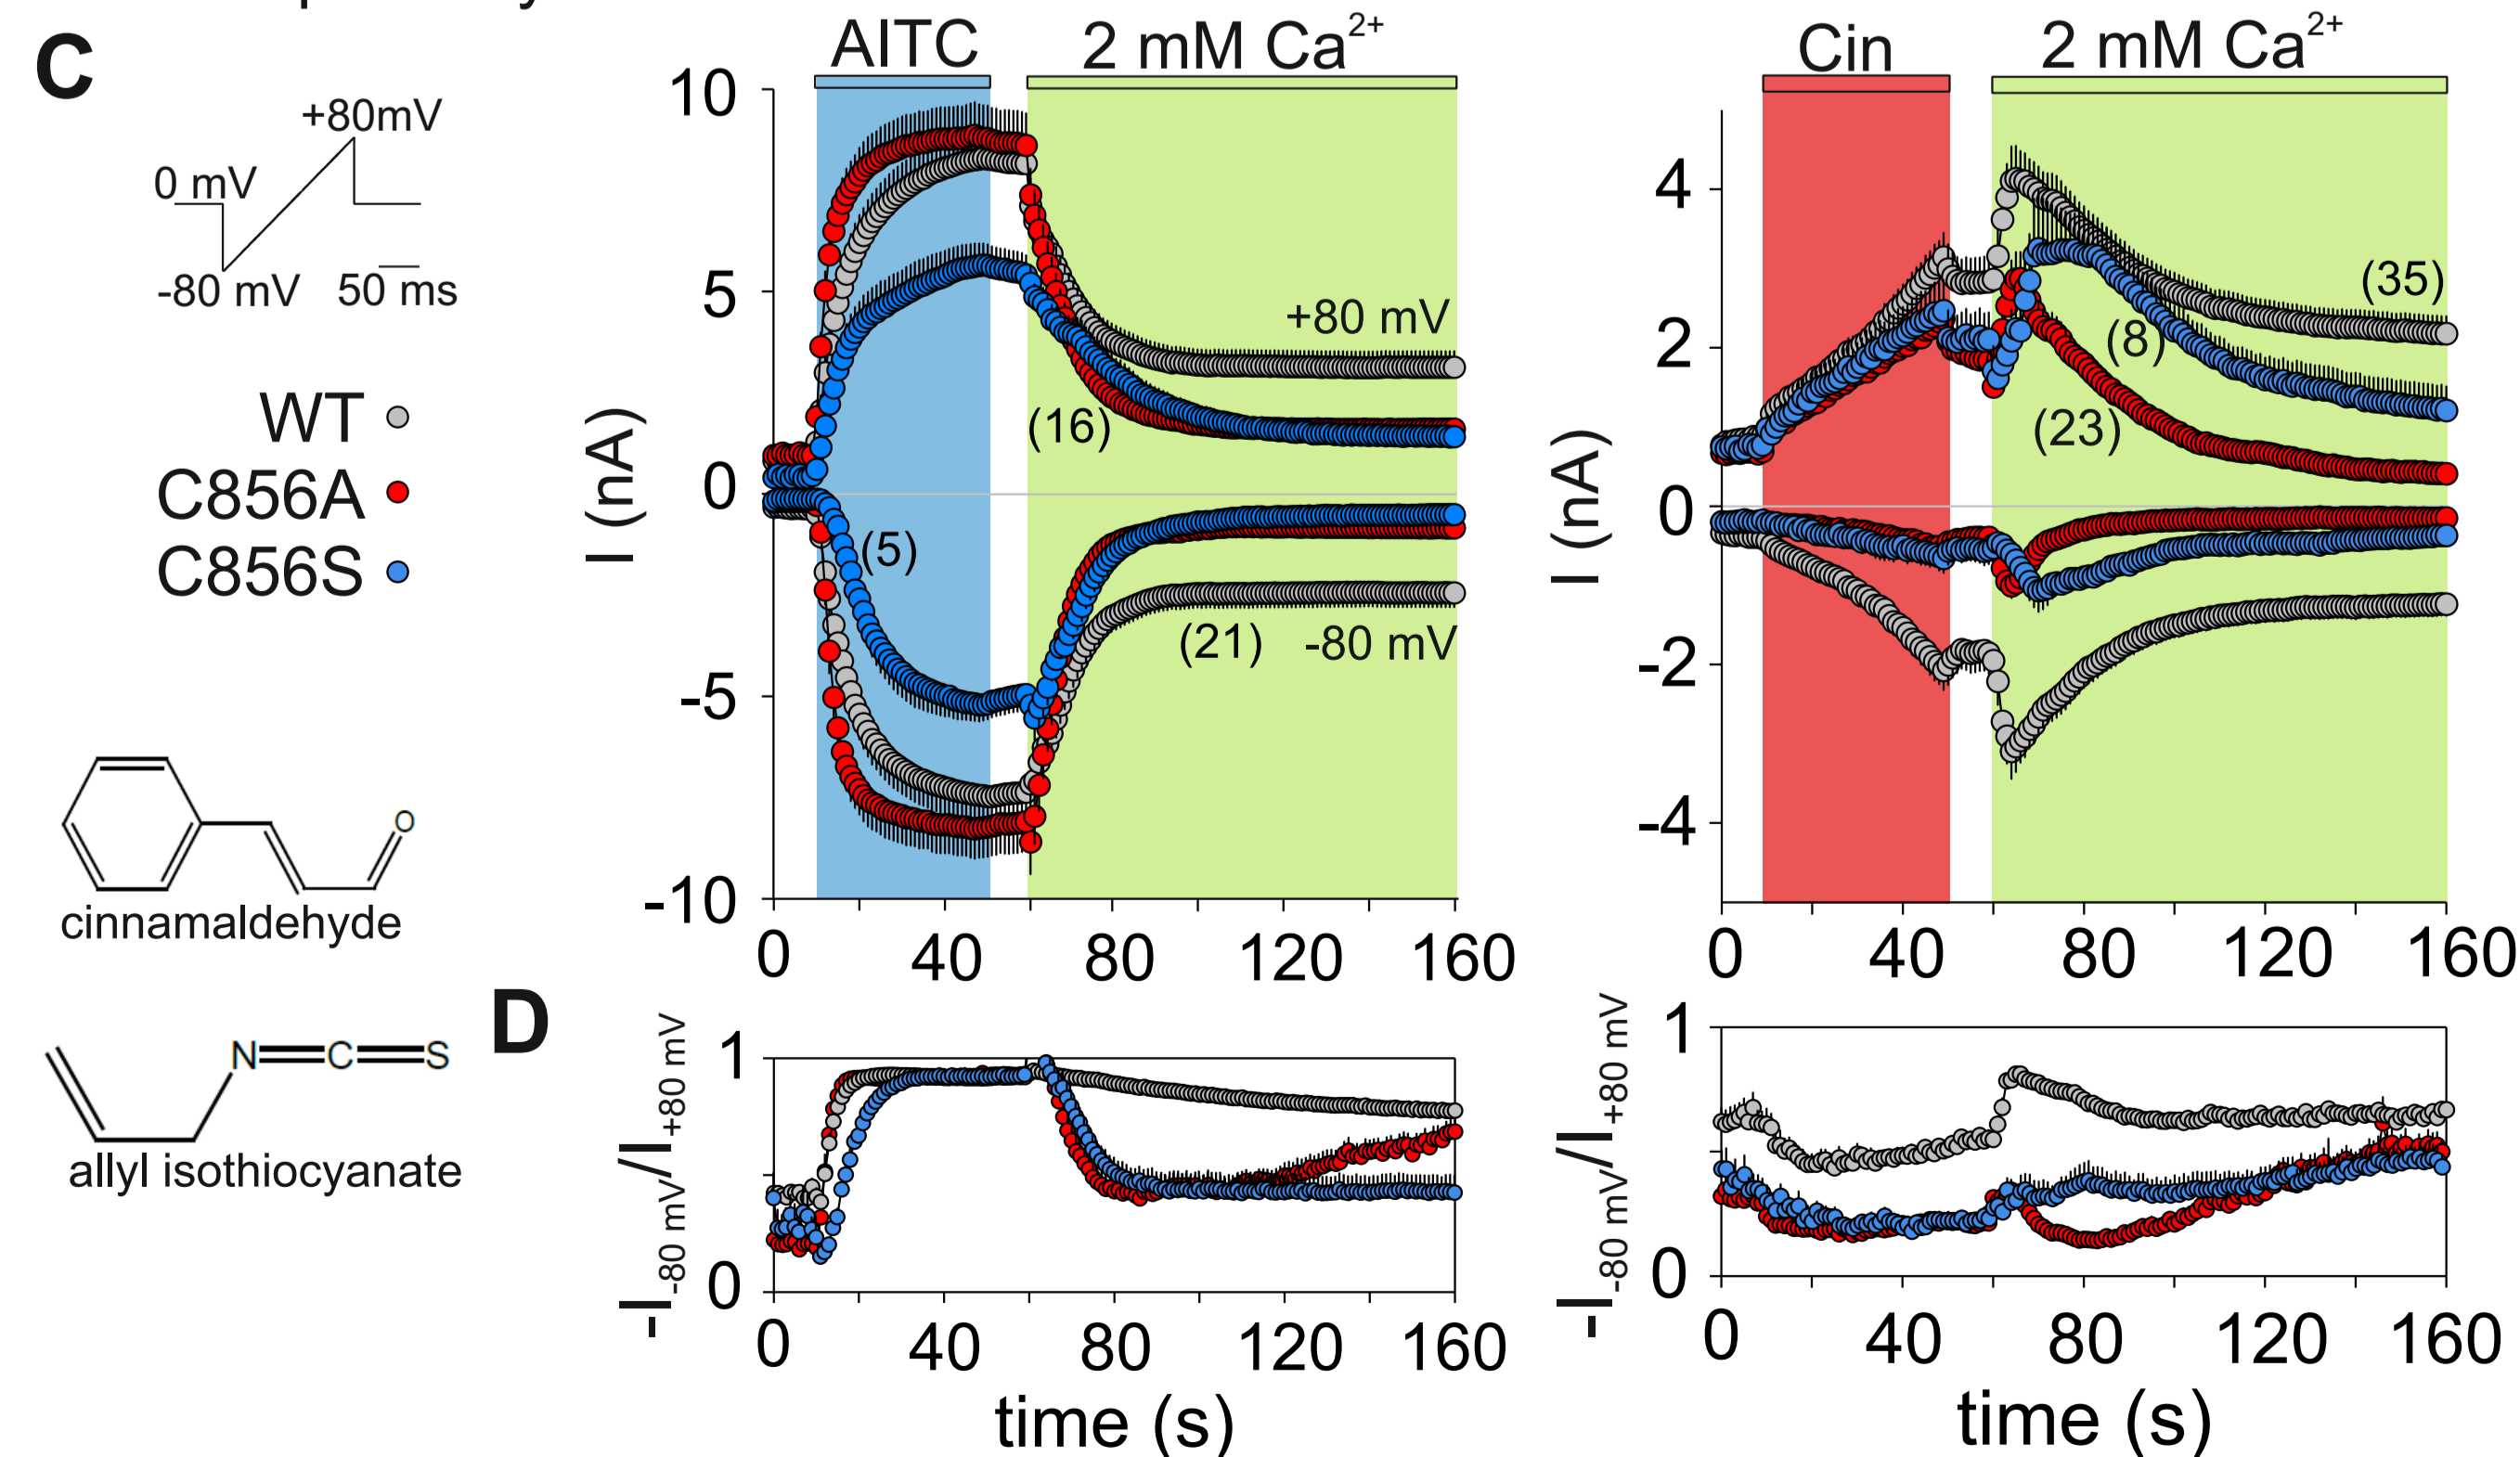 C
+80mV
0 mV
-80 mV
50 ms
WT
C856A
C856S
cinnamaldehyde
O
N C S
allyl isothiocyanate
AITC
2 mM Ca²⁺
10
5
0
-5
-10
I (nA)
+80 mV
(16)
(5)
(21)
-80 mV
0 40 80 120 160
Cin
2 mM Ca²⁺
4
2
0
-2
-4
I (nA)
(35)
(8)
(23)
0 40 80 120 160
D
1
0
-I-80 mV/I+80 mV
0 40 80 120 160
time (s)
1
0
-I-80 mV/I+80 mV
0 40 80 120 160
time (s)